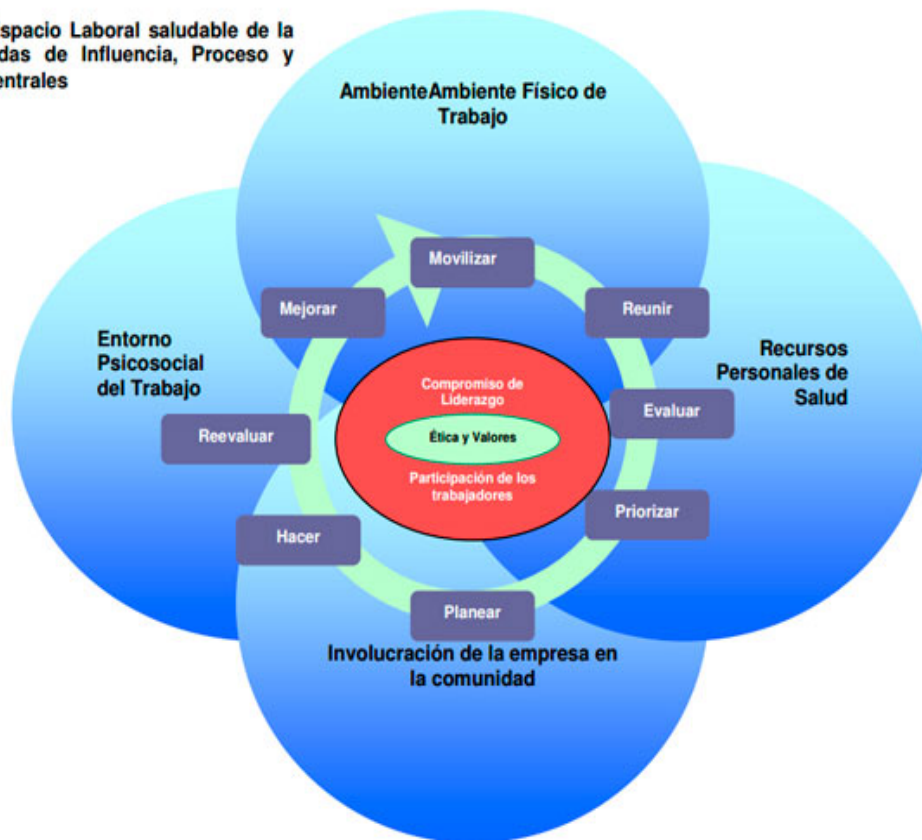 spacio Laboral saludable de la
das de Influencia, Proceso y
entrales
AmbienteAmbiente Físico de
Trabajo
Movilizar
Mejorar
Reunir
Entorno
Psicosocial
del Trabajo
Recursos
Personales de
Salud
Compromiso de
Liderazgo
Evaluar
Reevaluar
Ética y Valores
Participación de los
trabajadores
Priorizar
Hacer
Planear
Involucración de la empresa en
la comunidad